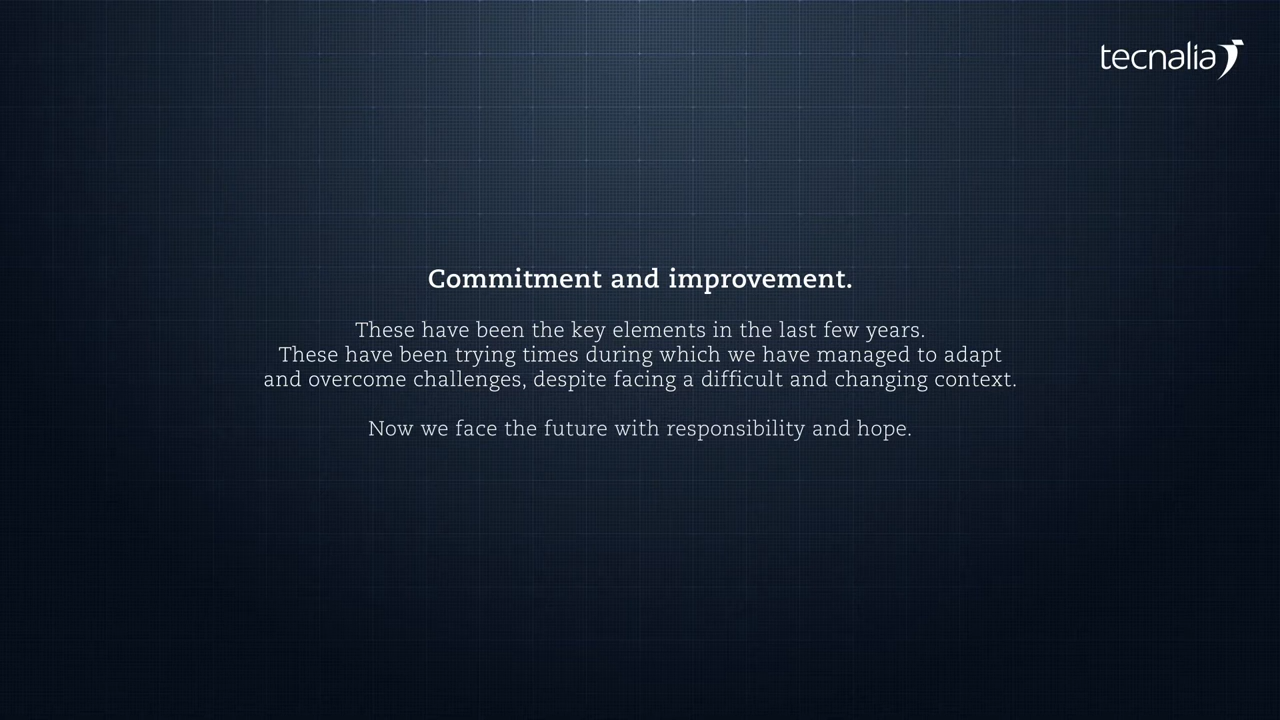 tecnalia
Commitment and improvement.
These have been the key elements in the last few years.
These have been trying times during which we have managed to adapt
and overcome challenges, despite facing a difficult and changing context.
Now we face the future with responsibility and hope.